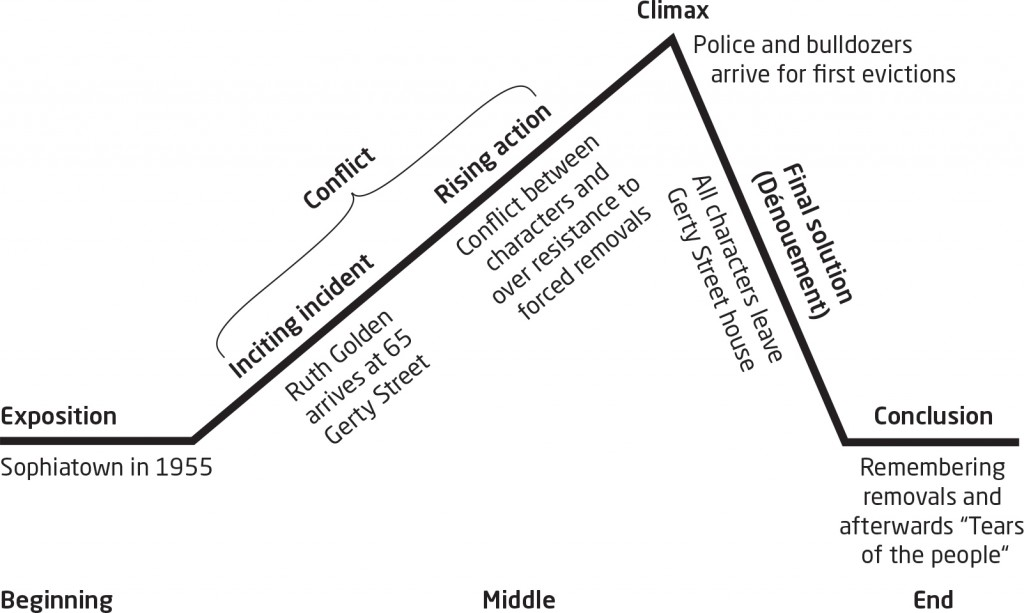 Climax
Police and bulldozers
arrive for first evictions
Conflict
Rising action
Conflict between
characters and
over resistance to
forced removals
Inciting incident
Ruth Golden
arrives at 65
Gerty Street
Final solution
(Dénouement)
All characters leave
Gerty Street house
Exposition
Sophiatown in 1955
Conclusion
Remembering
removals and
afterwards “Tears
of the people“
Beginning
Middle
End